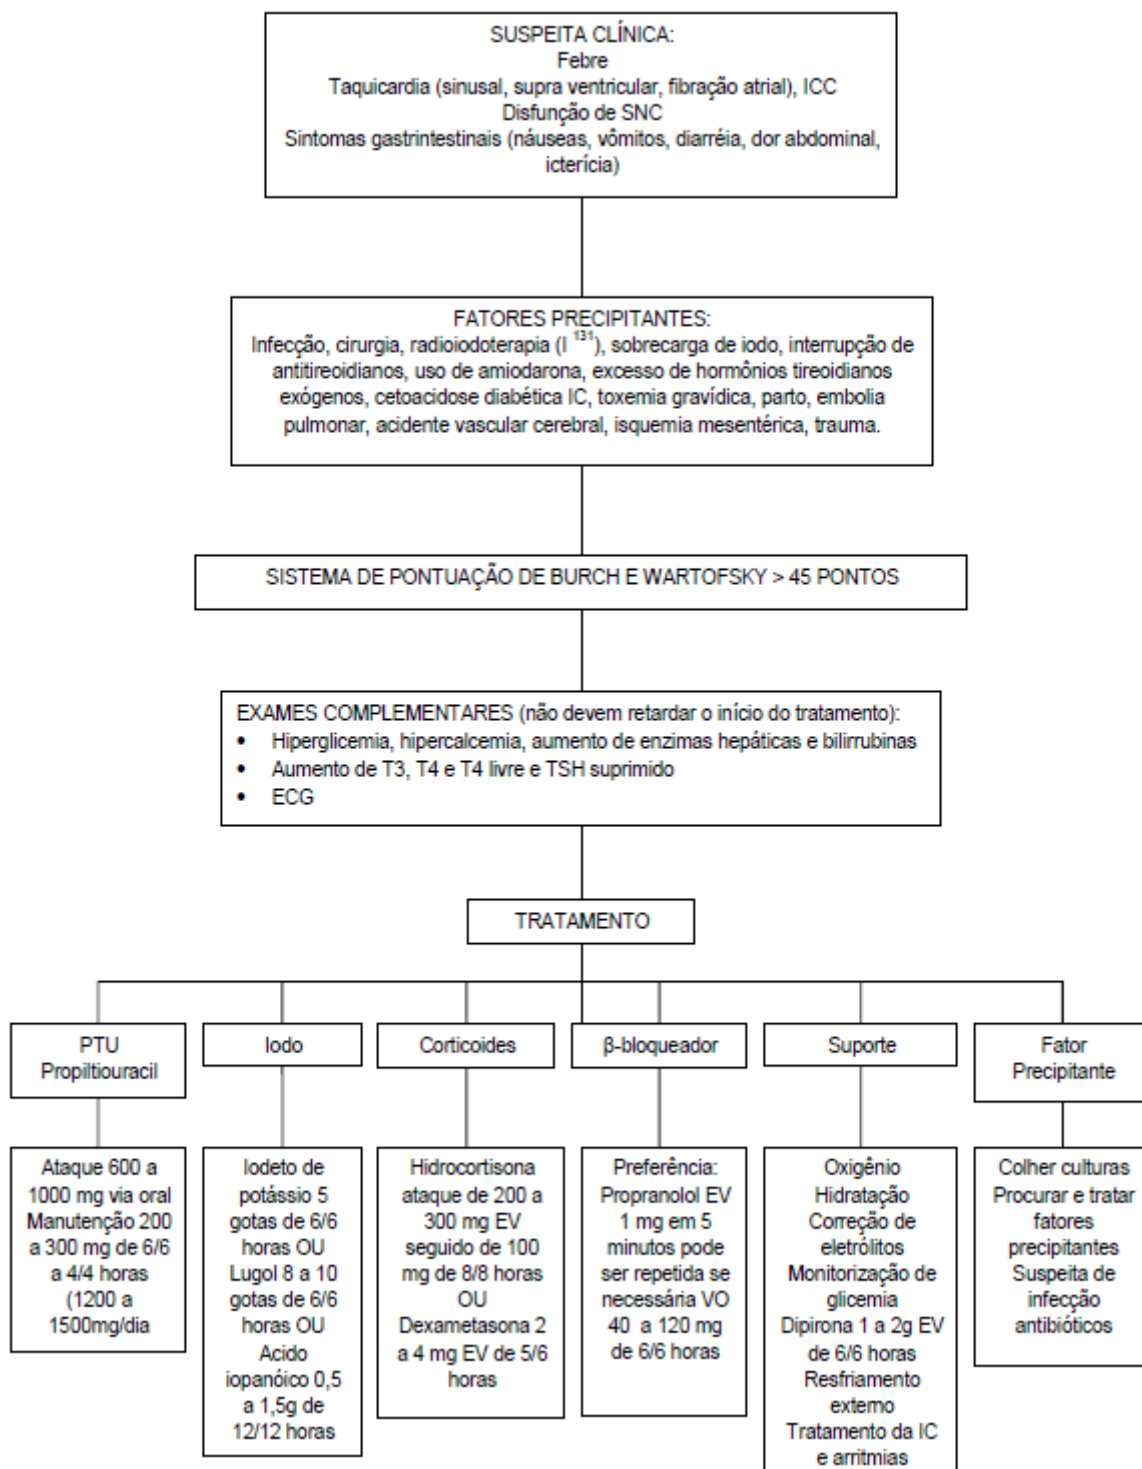 SUSPEITA CLÍNICA:
Febre
Taquicardia (sinusal, supra ventricular, fibração atrial), ICC
Disfunção de SNC
Sintomas gastrintestinais (náuseas, vômitos, diarréia, dor abdominal,
icterícia)
FATORES PRECIPITANTES:
Infecção, cirurgia, radioiodoterapia (I 131), sobrecarga de iodo, interrupção de
antitireoidianos, uso de amiodarona, excesso de hormônios tireoidianos
exógenos, cetoacidose diabética IC, toxemia gravídica, parto, embolia
pulmonar, acidente vascular cerebral, isquemia mesentérica, trauma.
SISTEMA DE PONTUAÇÃO DE BURCH E WARTOFSKY > 45 PONTOS
EXAMES COMPLEMENTARES (não devem retardar o início do tratamento):
• Hiperglicemia, hipercalcemia, aumento de enzimas hepáticas e bilirrubinas
• Aumento de T3, T4 e T4 livre e TSH suprimido
• ECG
TRATAMENTO
PTU
Propiltiouracil
Ataque 600 a
1000 mg via oral
Manutenção 200
a 300 mg de 6/6
a 4/4 horas
(1200 a
1500mg/dia
Iodo
Iodeto de
potássio 5
gotas de 6/6
horas OU
Lugol 8 a 10
gotas de 6/6
horas OU
Acido
iopanóico 0,5
a 1,5g de
12/12 horas
Corticoides
Hidrocortisona
ataque de 200 a
300 mg EV
seguido de 100
mg de 8/8 horas
OU
Dexametasona 2
a 4 mg EV de 5/6
horas
β-bloqueador
Preferência:
Propranolol EV
1 mg em 5
minutos pode
ser repetida se
necessária VO
40 a 120 mg
de 6/6 horas
Suporte
Oxigênio
Hidratação
Correção de
eletrólitos
Monitorização de
glicemia
Dipirona 1 a 2g EV
de 6/6 horas
Resfriamento
externo
Tratamento da IC
e arritmias
Fator
Precipitante
Colher culturas
Procurar e tratar
fatores
precipitantes
Suspeita de
infecção
antibióticos